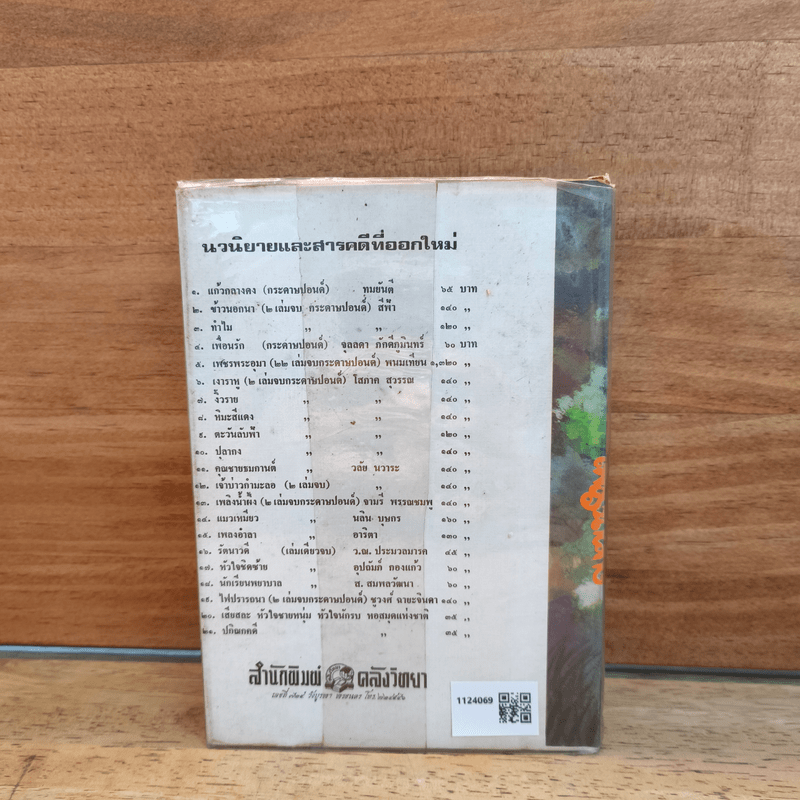 นวนิยายและสารคดีที่ออกใหม่
๑. แก้วกลางดง (กระดาษปอนด์) ทมยันตี ๖๕ บาท
๒. ข้าวนอกนา (๒ เล่มจบ กระดาษปอนด์) สีฟ้า ๑๔๐ „
๓. ทำไม „ „ ๑๒๐ „
๔. เพื่อนรัก (กระดาษปอนด์) จุลลดา ภักดีภูมินทร์ ๖๐ บาท
๕. เพชรพระอุมา (๒๒ เล่มจบกระดาษปอนด์) พนมเทียน ๑,๓๒๐ „
๖. เงาราหู (๒ เล่มจบกระดาษปอนด์) โสภาค สุวรรณ ๑๔๐ „
๗. งิ้วราย „ „ ๑๔๐ „
๘. หิมะสีแดง „ „ ๑๔๐ „
๙. ตะวันลับฟ้า „ „ ๑๒๐ „
๑๐. ปุลากง „ „ ๑๔๐ „
๑๑. คุณชายธมกานต์ „ วลัย นวาระ ๑๔๐ „
๑๒. เจ้าบ่าวกำมะลอ (๒ เล่มจบ) „ ๑๔๐ „
๑๓. เพลิงน้ำผึ้ง (๒ เล่มจบกระดาษปอนด์) จามรี พรรณชมพู ๑๔๐ „
๑๔. แมวเหมียว „ นลิน บุษกร ๑๖๐ „
๑๕. เพลงอำลา „ อาริตา ๑๓๐ „
๑๖. รัตนาวดี (เล่มเดียวจบ) ว.ณ. ประมวลมารค ๔๕ „
๑๗. หัวใจชิดซ้าย „ อุปถัมภ์ กองแก้ว ๖๐ „
๑๘. นักเรียนพยาบาล „ ส. สมพลวัฒนา ๖๐ „
๑๙. ไฟปรารถนา (๒ เล่มจบกระดาษปอนด์) ชูวงศ์ ฉายะจินดา ๑๔๐ „
๒๐. เสียสละ หัวใจชายหนุ่ม หัวใจนักรบ หอสมุดแห่งชาติ ๓๕ „
๒๑. ปกิณกคดี „ ๓๕ „
สำนักพิมพ์ คลังวิทยา
วังบูรพา พระนคร โทร
1124069